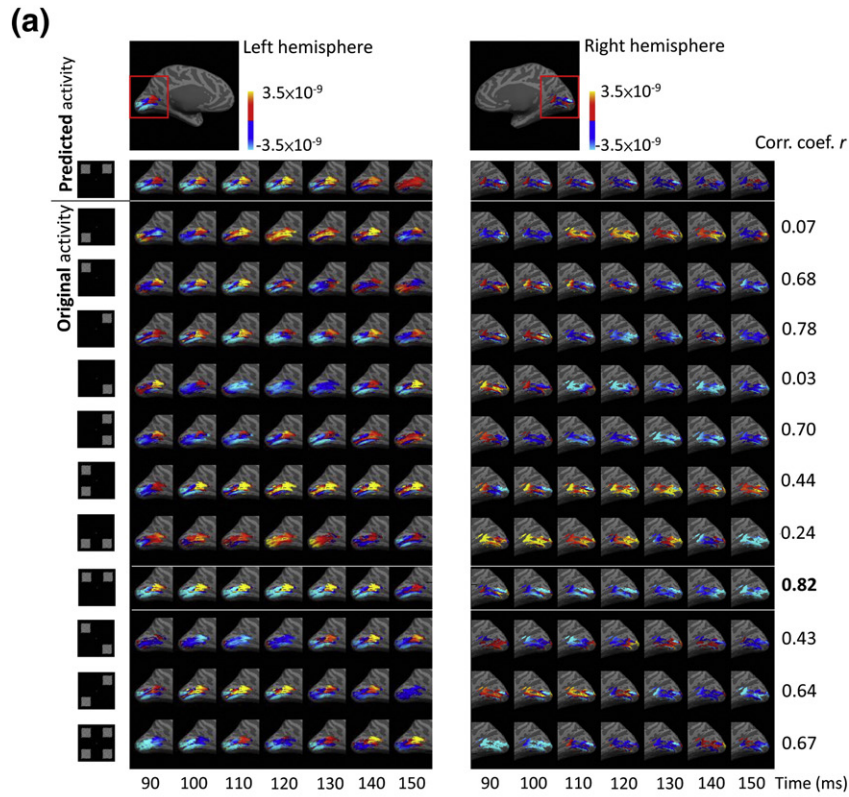 (a)
Left hemisphere
Right hemisphere
3.5×10-9
-3.5×10-9
3.5×10-9
-3.5×10-9
Corr. coef. r
Predicted activity
Original activity
0.07
0.68
0.78
0.03
0.70
0.44
0.24
0.82
0.43
0.64
0.67
90 100 110 120 130 140 150
90 100 110 120 130 140 150 Time (ms)